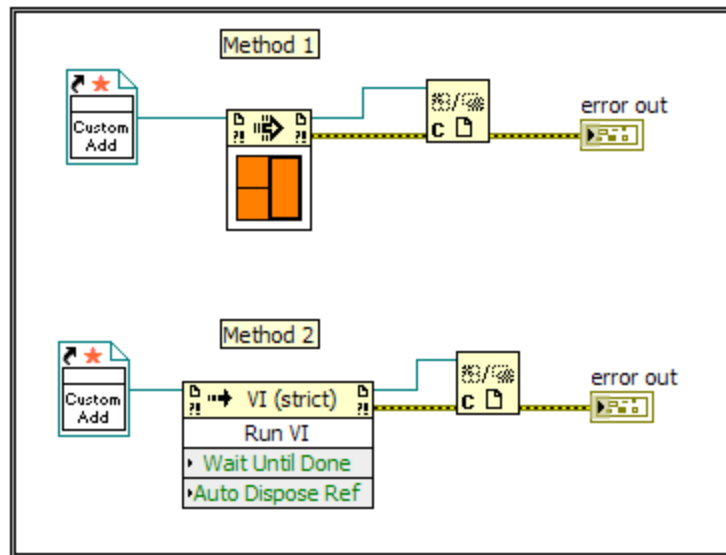 Method 1
Custom
Add
?!
?!
C
error out
Method 2
Custom
Add
?!
VI (strict)
?!
Run VI
Wait Until Done
Auto Dispose Ref
C
error out